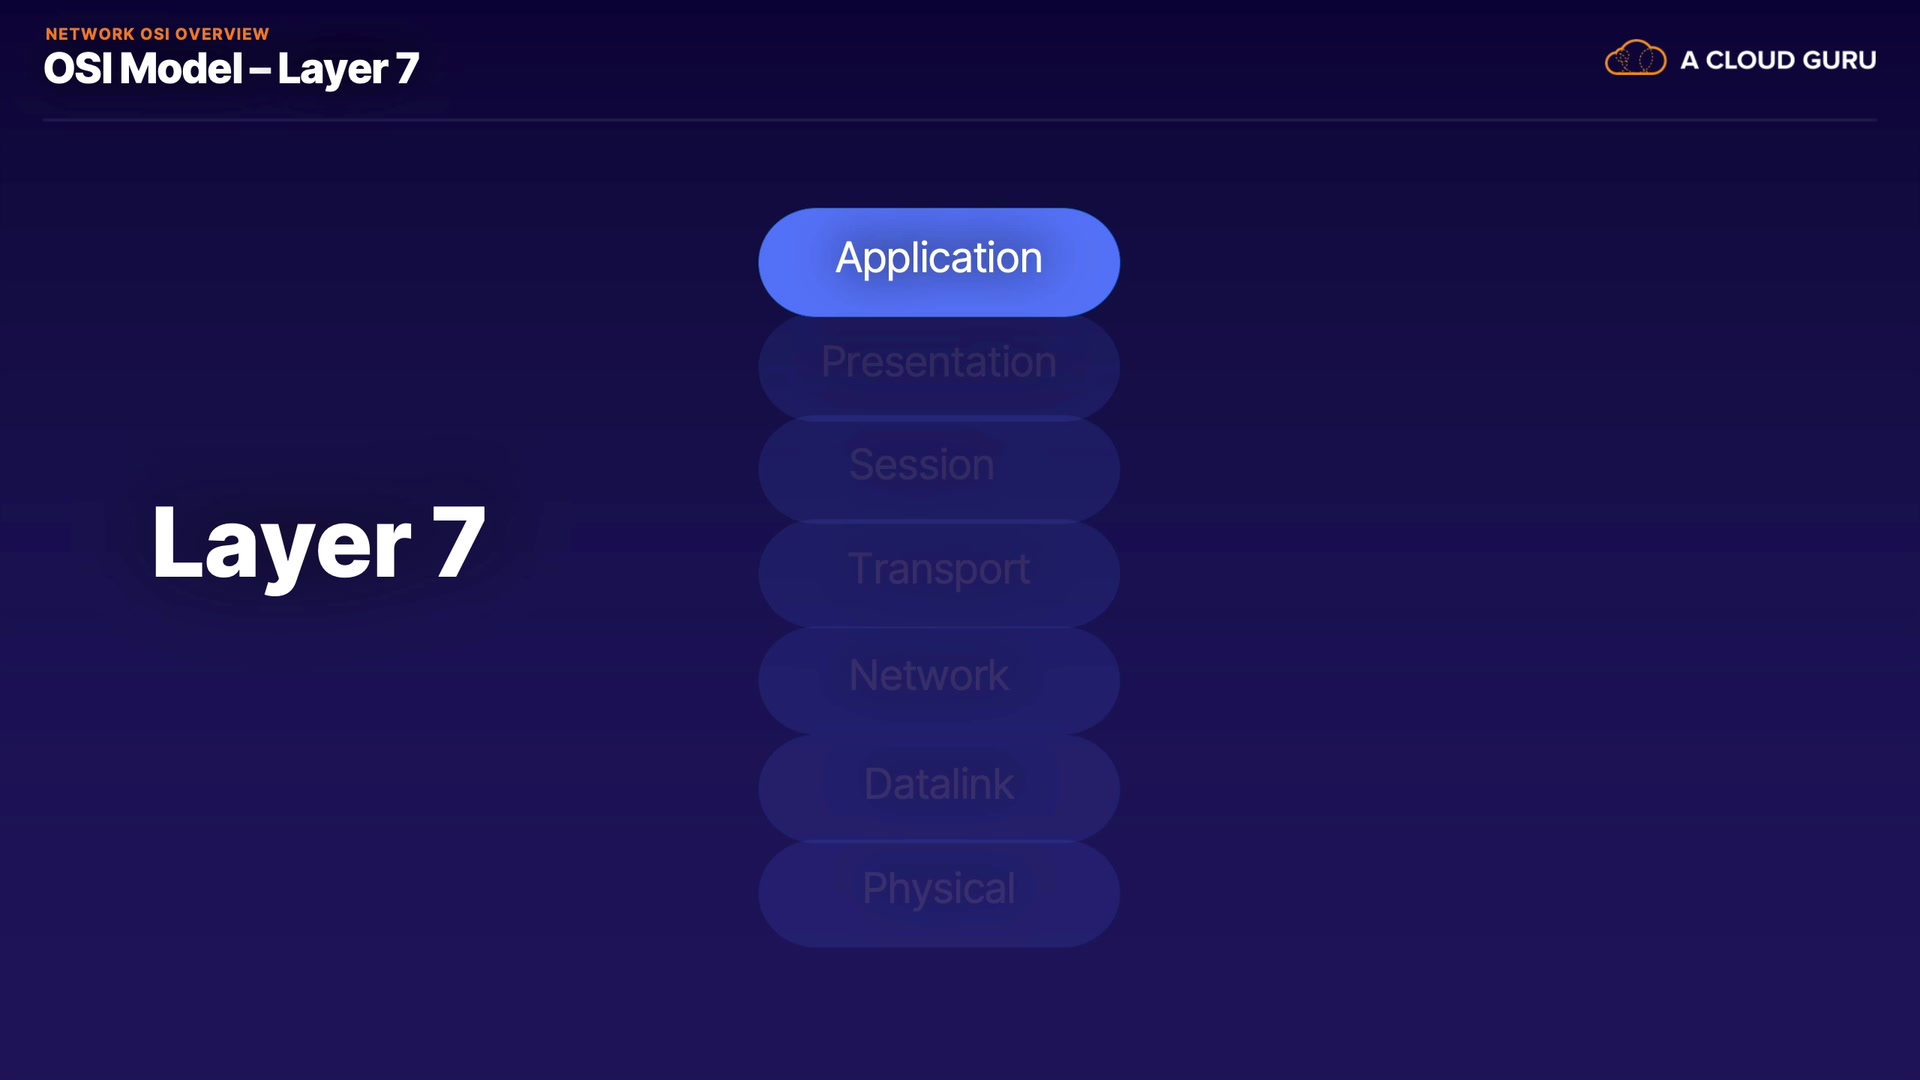 NETWORK OSI OVERVIEW
OSI Model – Layer 7
A CLOUD GURU
Application
Presentation
Session
Layer 7
Transport
Network
Datalink
Physical